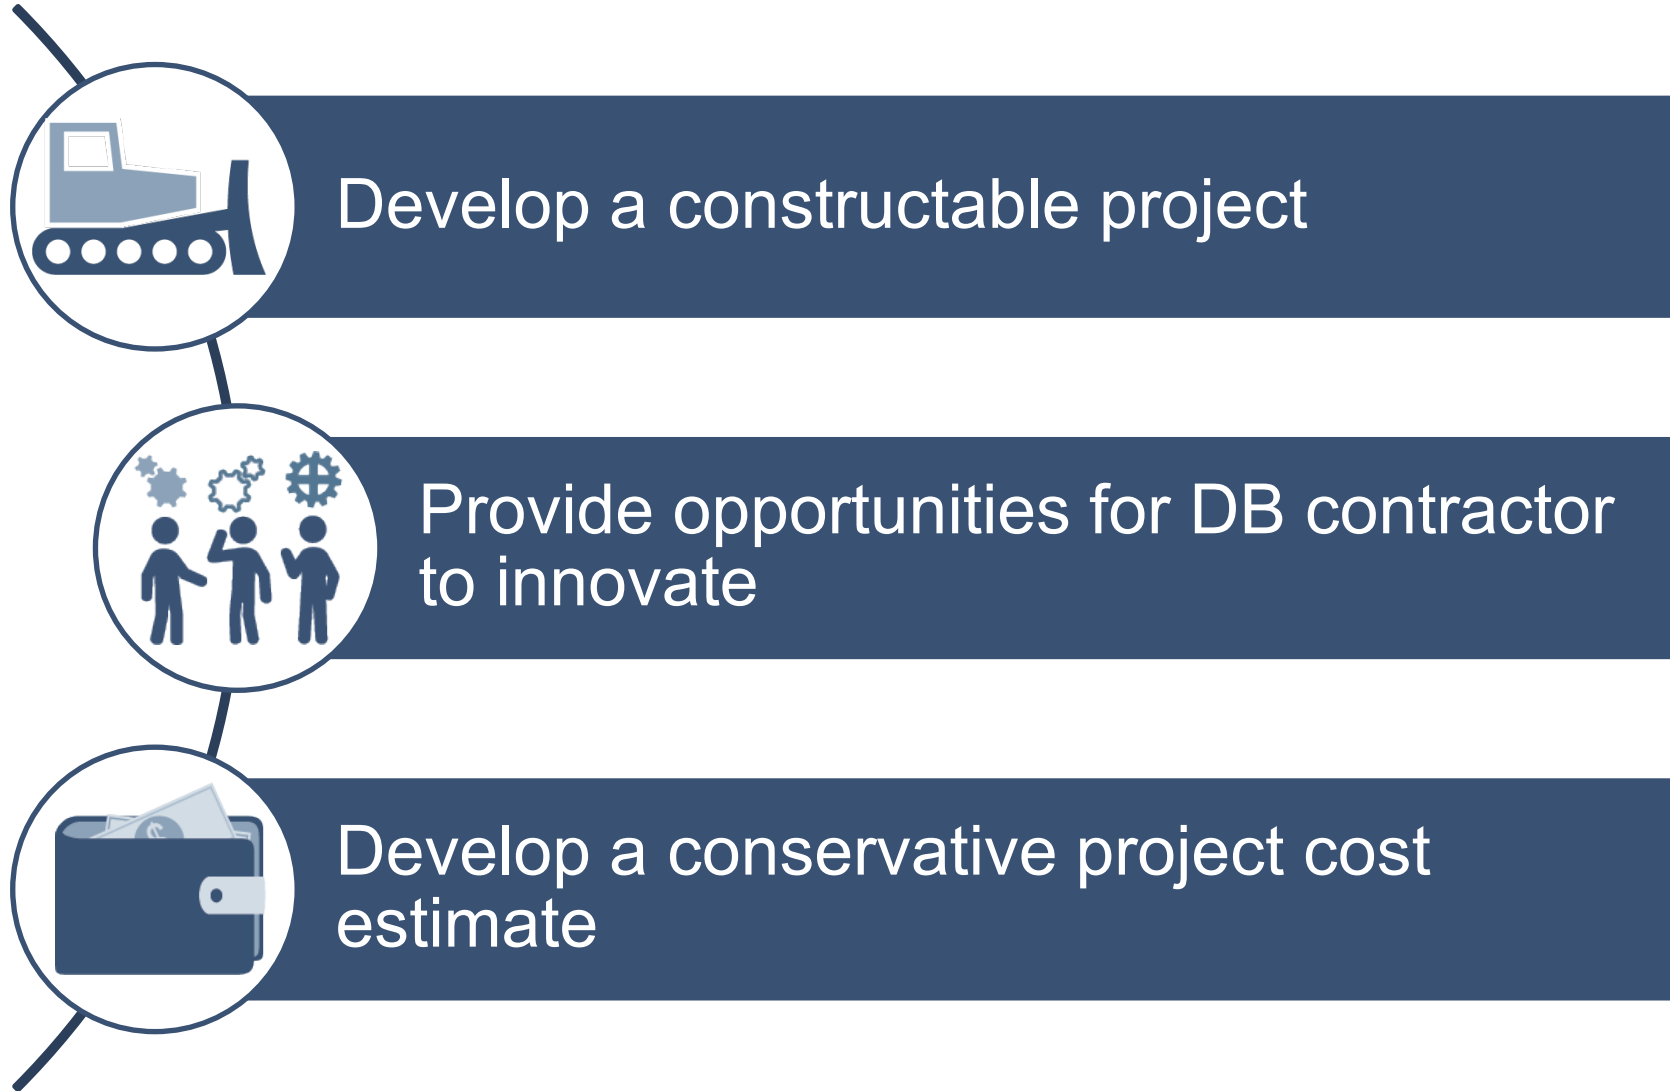 Develop a constructable project
Provide opportunities for DB contractor
to innovate
$
Develop a conservative project cost
estimate